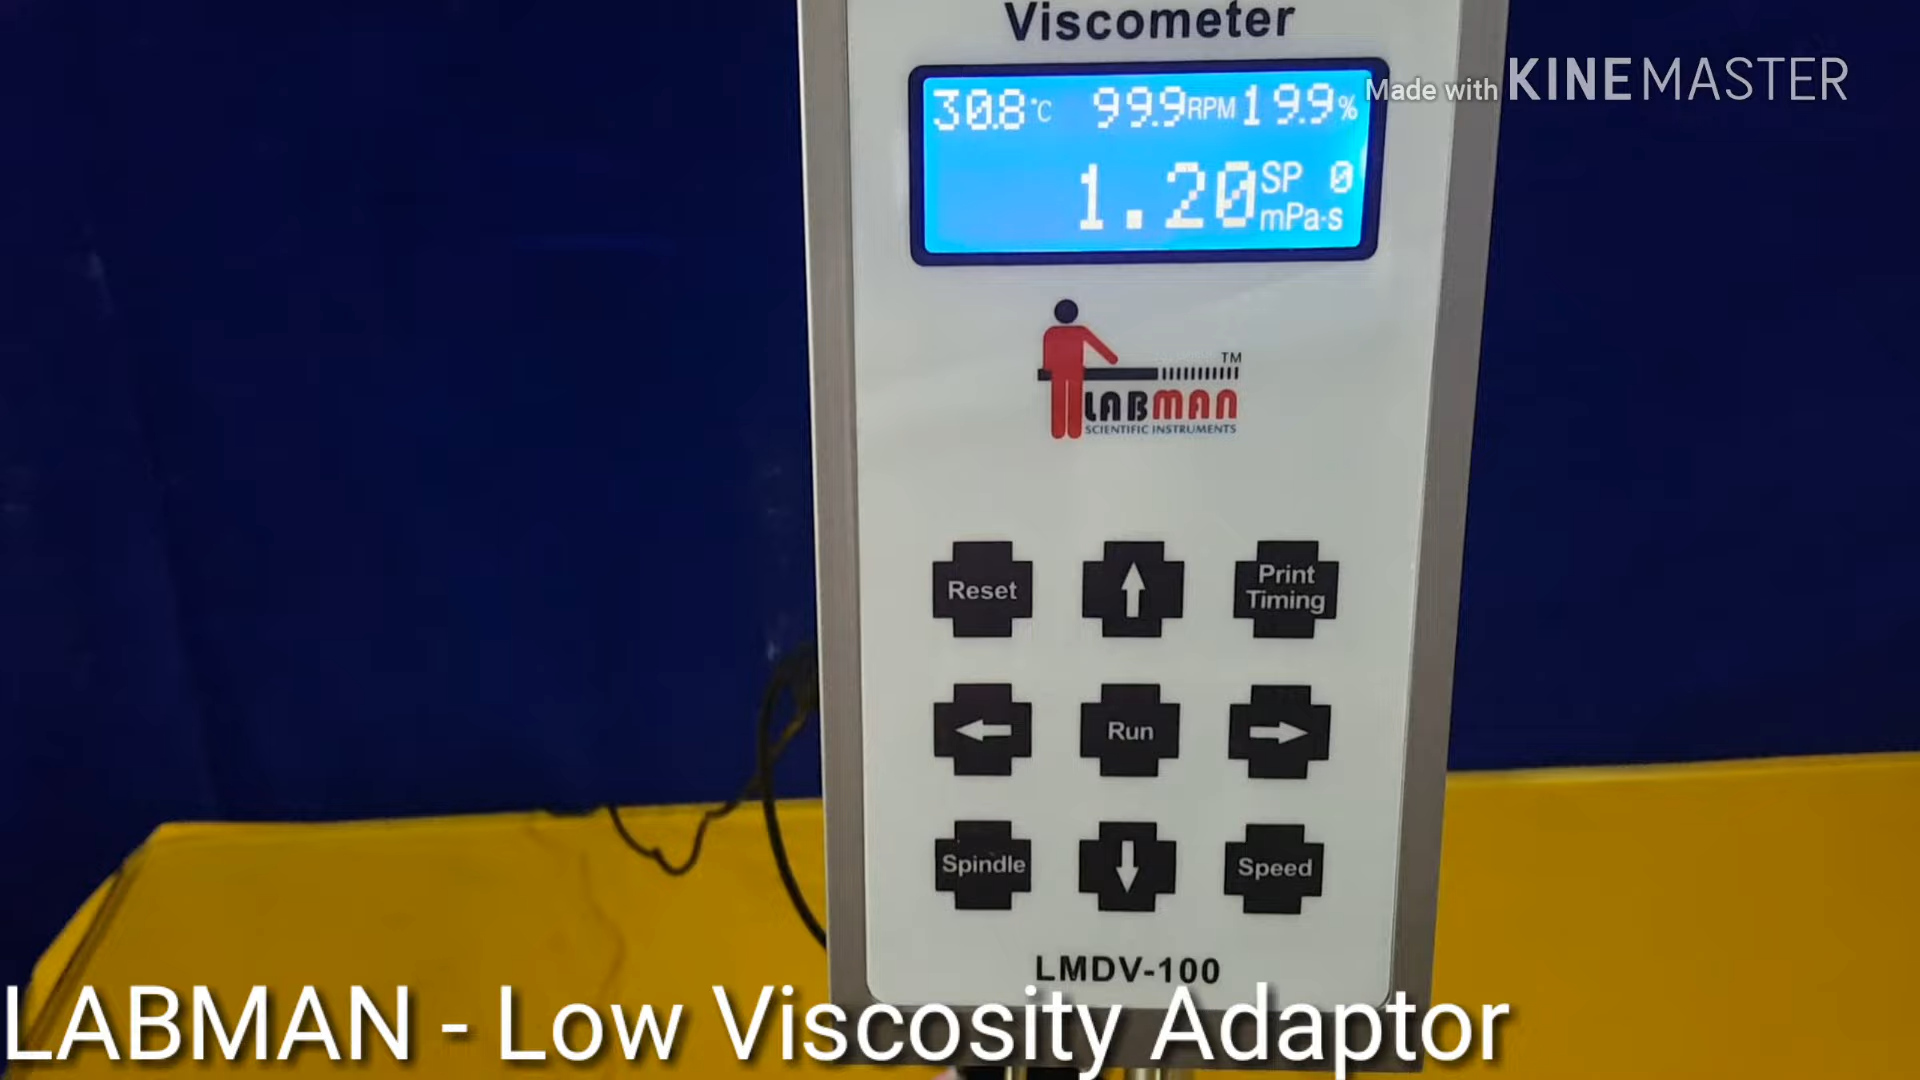 Viscometer
Made with KINEMASTER
30.8°C 99.9RPM 19.9%
1.20 SP 0
mPa·s
TM
LABMAN
SCIENTIFIC INSTRUMENTS
Reset
Print
Timing
Run
Spindle
Speed
LMDV-100
LABMAN - Low Viscosity Adaptor